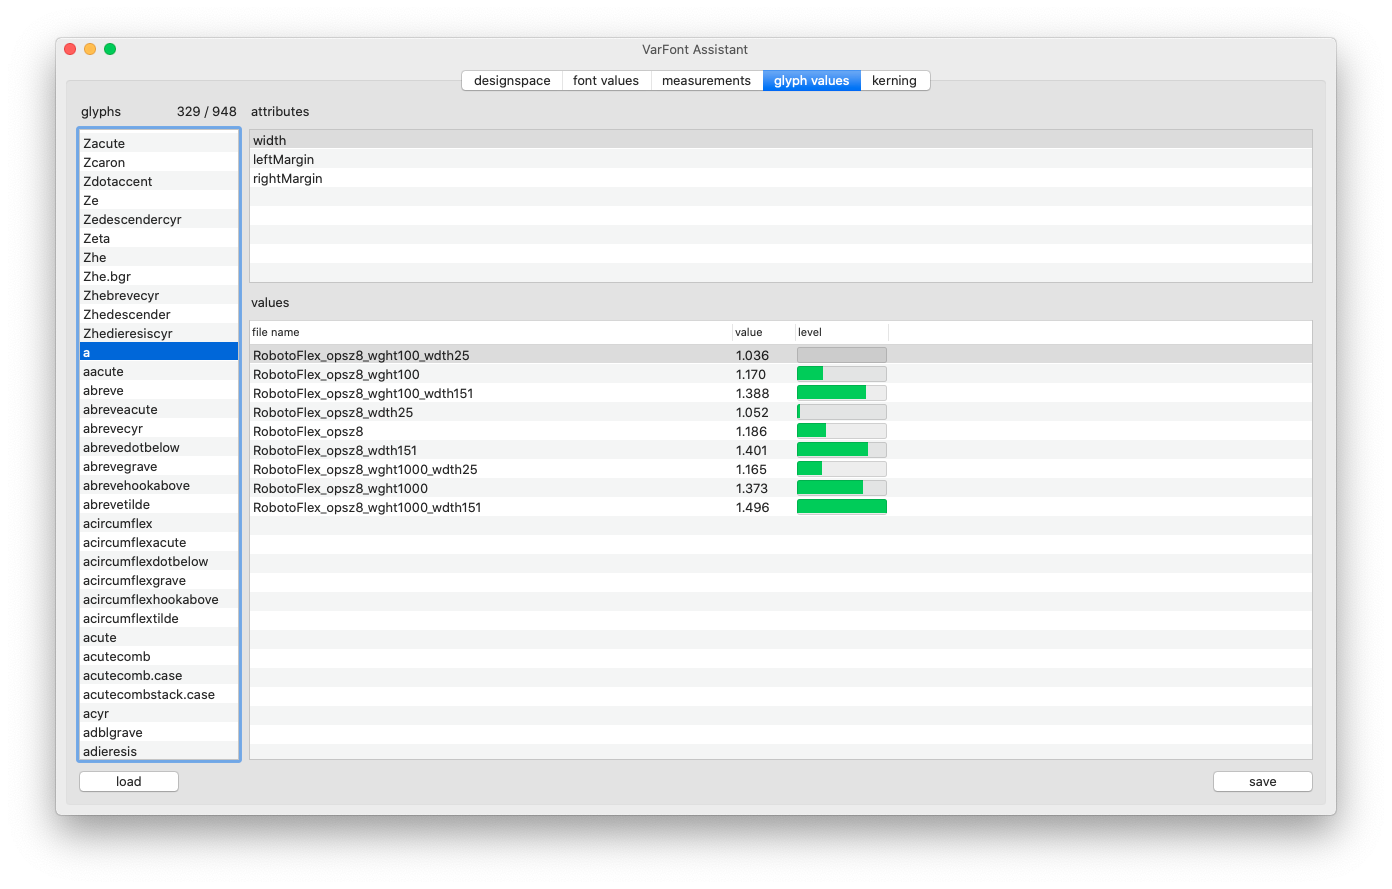 VarFont Assistant
designspace font values measurements glyph values kerning
glyphs 329 / 948 attributes
Zacute
Zcaron
Zdotaccent
Ze
Zedescendercyr
Zeta
Zhe
Zhe.bgr
Zhebrevecyr
Zhedescender
Zhedieresiscyr
a
aacute
abreve
abreveacute
abrevecyr
abrevedotbelow
abrevegrave
abrevehookabove
abrevetilde
acircumflex
acircumflexacute
acircumflexdotbelow
acircumflexgrave
acircumflexhookabove
acircumflextilde
acute
acutecomb
acutecomb.case
acutecombstack.case
acyr
adblgrave
adieresis
load
width
leftMargin
rightMargin
values
file name value level
RobotoFlex_opsz8_wght100_wdth25 1.036
RobotoFlex_opsz8_wght100 1.170
RobotoFlex_opsz8_wght100_wdth151 1.388
RobotoFlex_opsz8_wdth25 1.052
RobotoFlex_opsz8 1.186
RobotoFlex_opsz8_wdth151 1.401
RobotoFlex_opsz8_wght1000_wdth25 1.165
RobotoFlex_opsz8_wght1000 1.373
RobotoFlex_opsz8_wght1000_wdth151 1.496
save